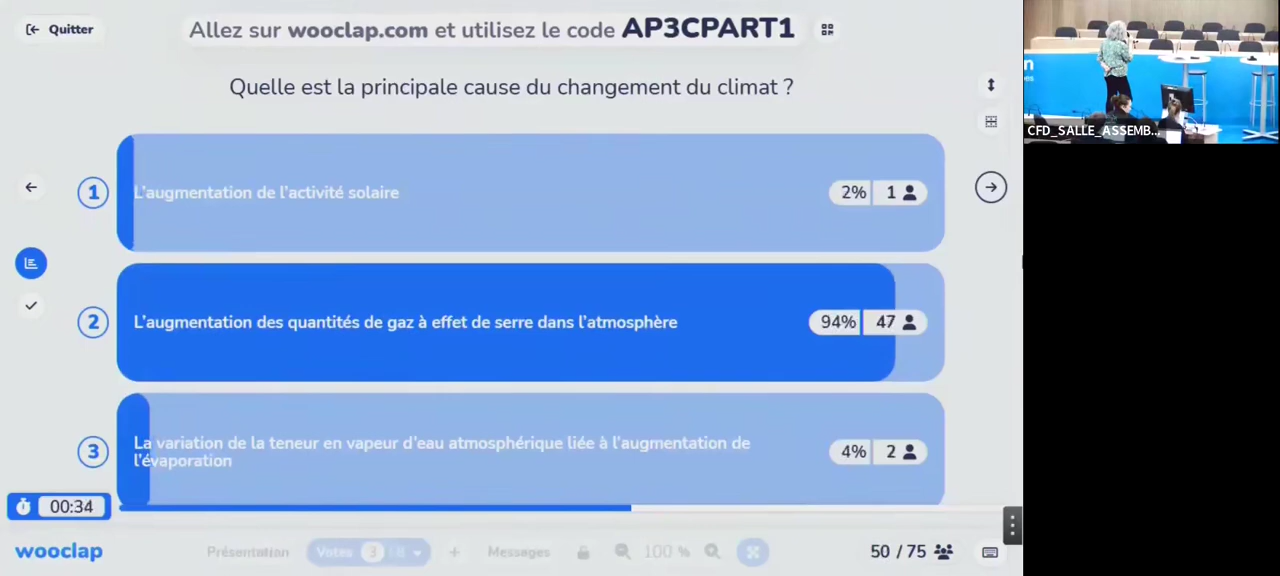 Quitter
Allez sur wooclap.com et utilisez le code AP3CPART1
Quelle est la principale cause du changement du climat ?
1
L'augmentation de l'activité solaire
2% 1
2
L'augmentation des quantités de gaz à effet de serre dans l'atmosphère
94% 47
3
La variation de la teneur en vapeur d'eau atmosphérique liée à l'augmentation de
l'évaporation
4% 2
00:34
wooclap
Présentation
Votes 3
Messages
100 %
50 / 75
CFD_SALLE_ASSEMB...